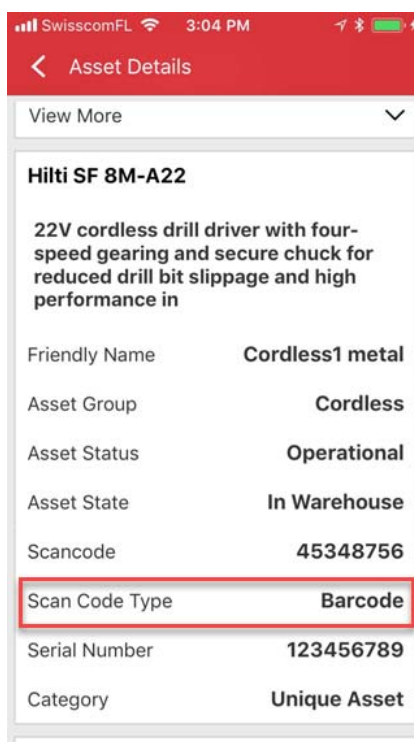 SwisscomFL 3:04 PM
Asset Details
View More
Hilti SF 8M-A22
22V cordless drill driver with four-
speed gearing and secure chuck for
reduced drill bit slippage and high
performance in
Friendly Name Cordless1 metal
Asset Group Cordless
Asset Status Operational
Asset State In Warehouse
Scancode 45348756
Scan Code Type Barcode
Serial Number 123456789
Category Unique Asset